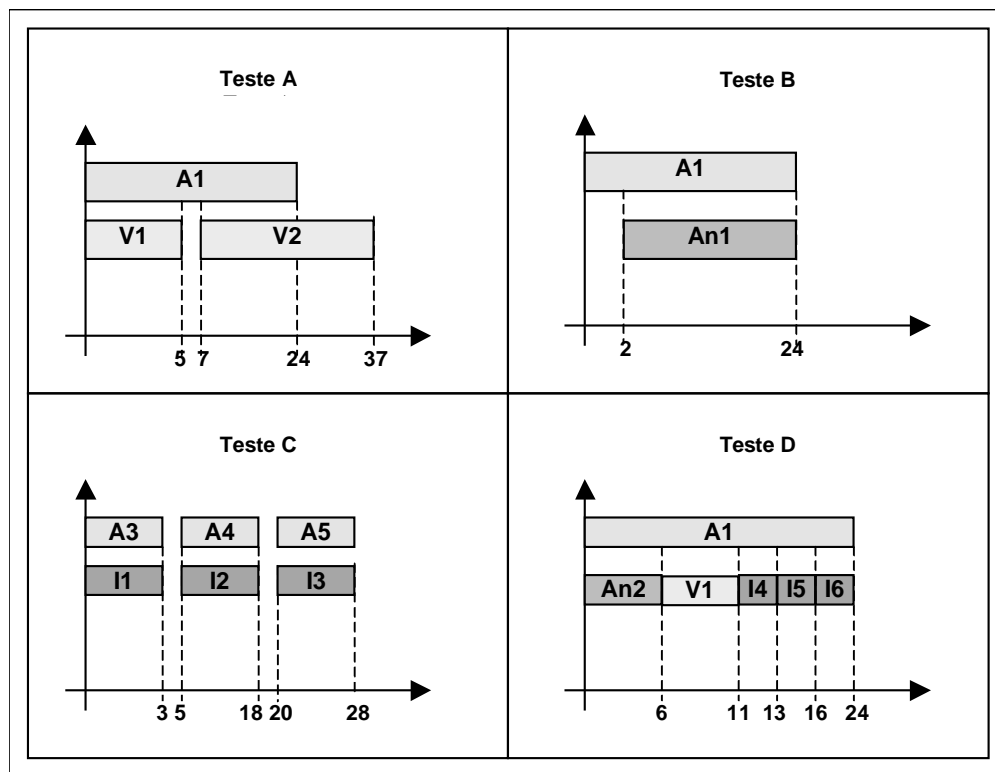 Teste A
A1
V1 V2
5 7 24 37
Teste B
A1
An1
2 24
Teste C
A3 A4 A5
I1 I2 I3
3 5 18 20 28
Teste D
A1
An2 V1 I4 I5 I6
6 11 13 16 24